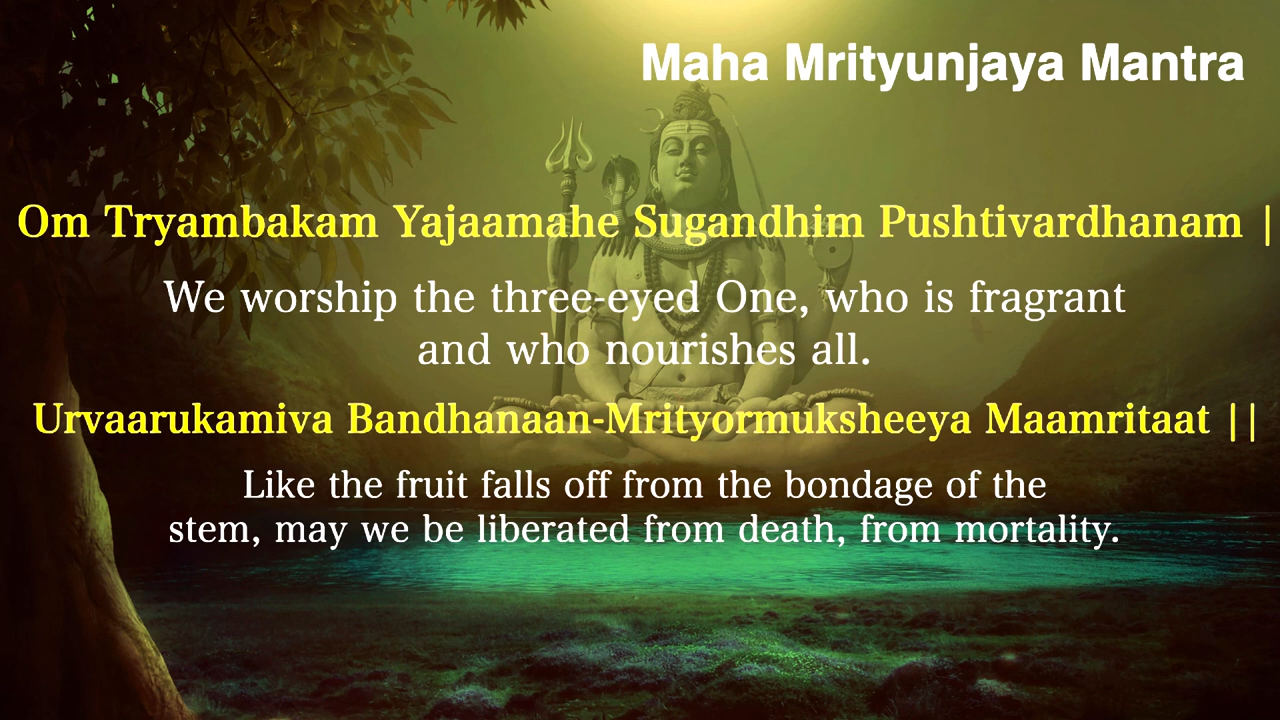 Maha Mrityunjaya Mantra
Om Tryambakam Yajaamahe Sugandhim Pushtivardhanam |
We worship the three-eyed One, who is fragrant
and who nourishes all.
Urvaarukamiva Bandhanaan-Mrityormuksheeya Maamritaat ||
Like the fruit falls off from the bondage of the
stem, may we be liberated from death, from mortality.